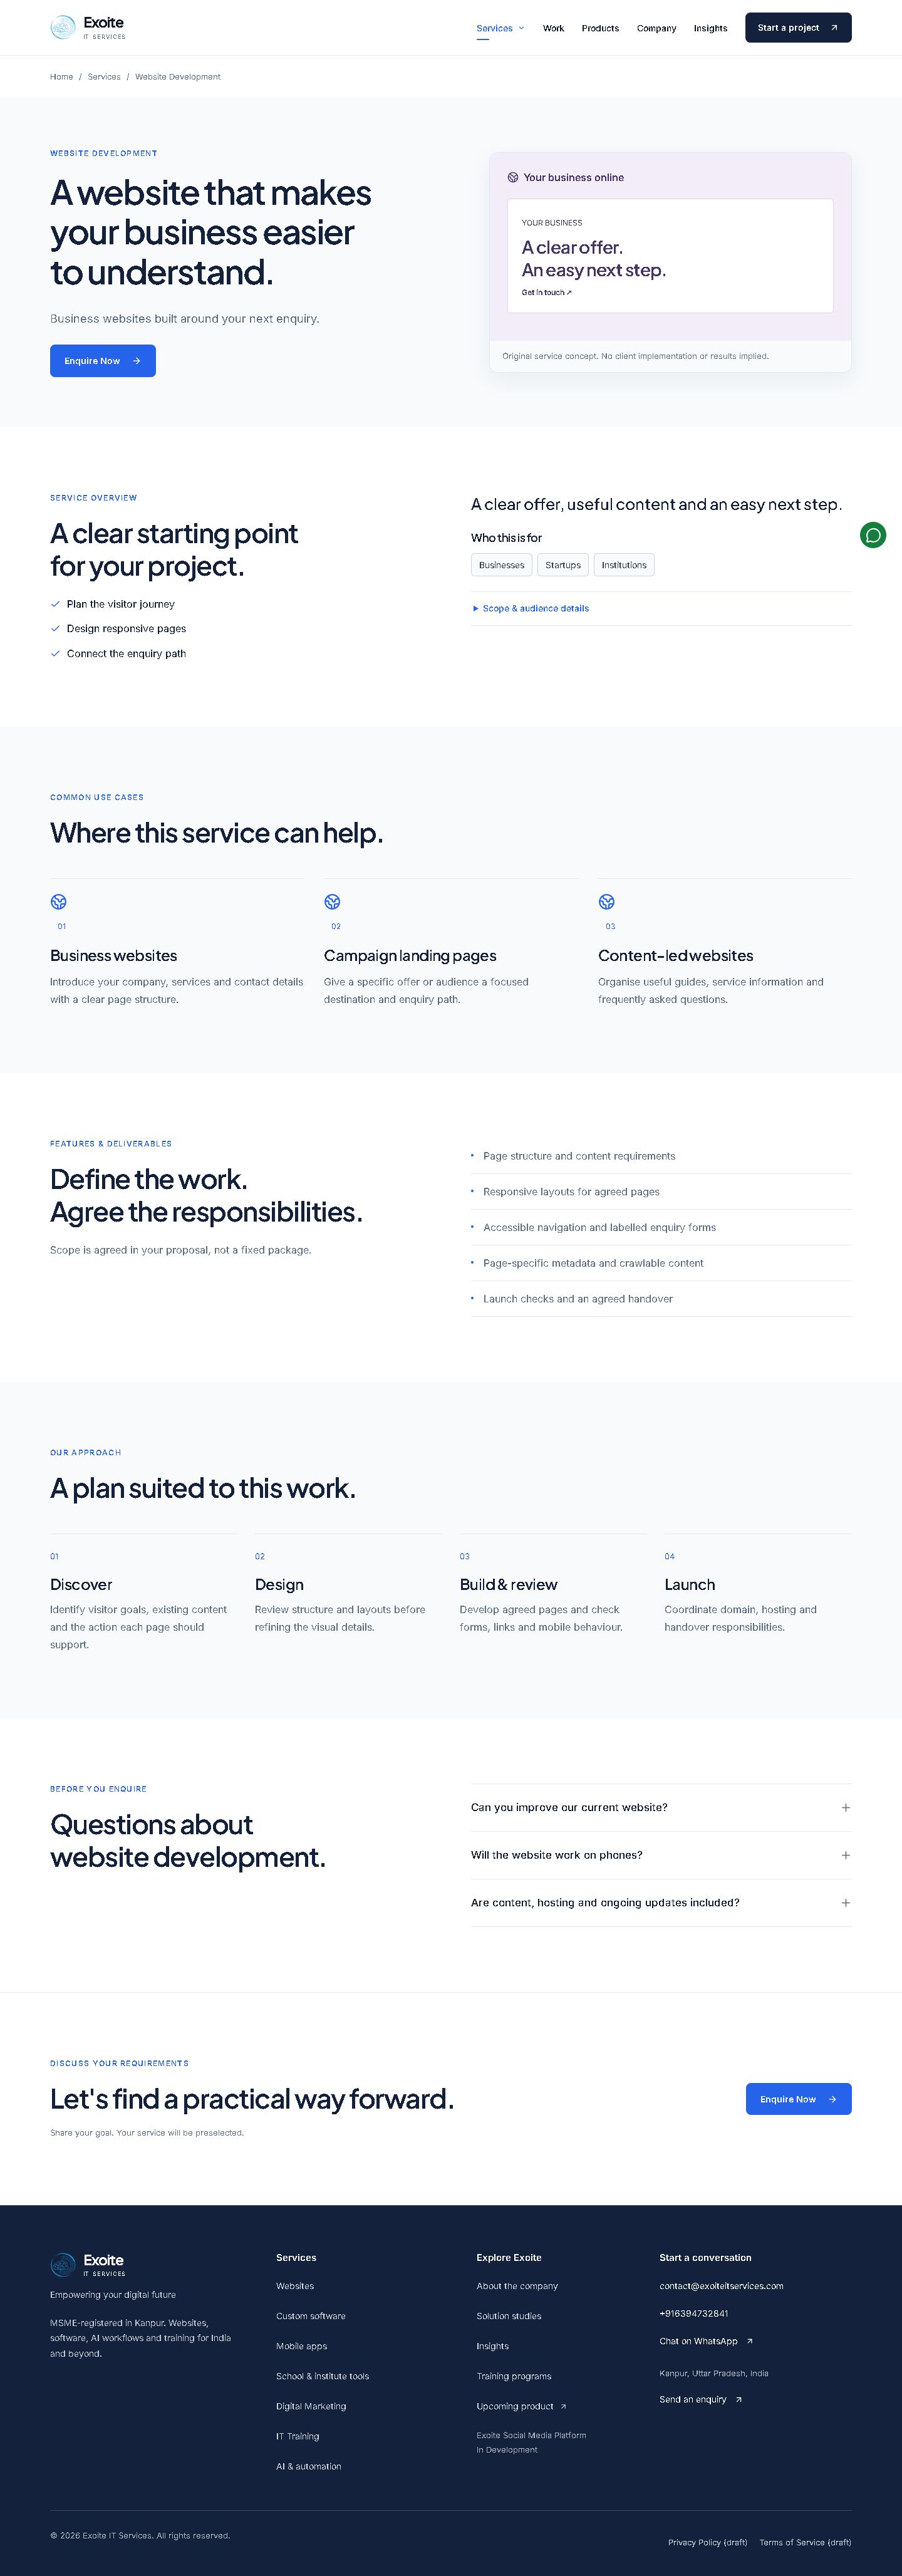 Exoite
IT SERVICES
Services
Work
Products
Company
Insights
Start a project
Home / Services / Website Development
WEBSITE DEVELOPMENT
A website that makes
your business easier
to understand.
Business websites built around your next enquiry.
Enquire Now
Your business online
YOUR BUSINESS
A clear offer.
An easy next step.
Get in touch ↗
Original service concept. No client implementation or results implied.
SERVICE OVERVIEW
A clear starting point
for your project.
Plan the visitor journey
Design responsive pages
Connect the enquiry path
A clear offer, useful content and an easy next step.
Who this is for
Businesses
Startups
Institutions
Scope & audience details
COMMON USE CASES
Where this service can help.
01
Business websites
Introduce your company, services and contact details
with a clear page structure.
02
Campaign landing pages
Give a specific offer or audience a focused
destination and enquiry path.
03
Content-led websites
Organise useful guides, service information and
frequently asked questions.
FEATURES & DELIVERABLES
Define the work.
Agree the responsibilities.
Scope is agreed in your proposal, not a fixed package.
Page structure and content requirements
Responsive layouts for agreed pages
Accessible navigation and labelled enquiry forms
Page-specific metadata and crawlable content
Launch checks and an agreed handover
OUR APPROACH
A plan suited to this work.
01
Discover
Identify visitor goals, existing content
and the action each page should
support.
02
Design
Review structure and layouts before
refining the visual details.
03
Build & review
Develop agreed pages and check
forms, links and mobile behaviour.
04
Launch
Coordinate domain, hosting and
handover responsibilities.
BEFORE YOU ENQUIRE
Questions about
website development.
Can you improve our current website?
Will the website work on phones?
Are content, hosting and ongoing updates included?
DISCUSS YOUR REQUIREMENTS
Let's find a practical way forward.
Share your goal. Your service will be preselected.
Enquire Now
Exoite
IT SERVICES
Empowering your digital future
MSME-registered in Kanpur. Websites,
software, AI workflows and training for India
and beyond.
Services
Websites
Custom software
Mobile apps
School & institute tools
Digital Marketing
IT Training
AI & automation
Explore Exoite
About the company
Solution studies
Insights
Training programs
Upcoming product
Exoite Social Media Platform
In Development
Start a conversation
contact@exoiteitservices.com
+916394732841
Chat on WhatsApp
Kanpur, Uttar Pradesh, India
Send an enquiry
© 2026 Exoite IT Services. All rights reserved.
Privacy Policy (draft)
Terms of Service (draft)